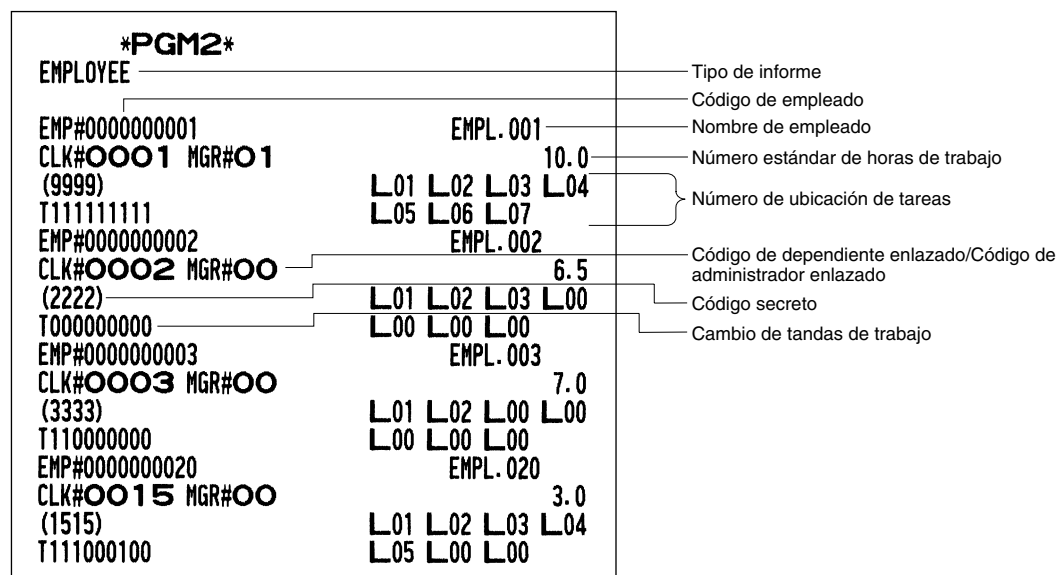 *PGM2*
EMPLOYEE
Tipo de informe
Código de empleado
EMP#0000000001 EMPL.001
Nombre de empleado
CLK#0001 MGR#01 10.0
Número estándar de horas de trabajo
(9999) L01 L02 L03 L04
Número de ubicación de tareas
T111111111 L05 L06 L07
EMP#0000000002 EMPL.002
CLK#0002 MGR#00 6.5
Código de dependiente enlazado/Código de
administrador enlazado
(2222) L01 L02 L03 L00
Código secreto
T000000000 L00 L00 L00
Cambio de tandas de trabajo
EMP#0000000003 EMPL.003
CLK#0003 MGR#00 7.0
(3333) L01 L02 L00 L00
T110000000 L00 L00 L00
EMP#0000000020 EMPL.020
CLK#0015 MGR#00 3.0
(1515) L01 L02 L03 L04
T111000100 L05 L00 L00